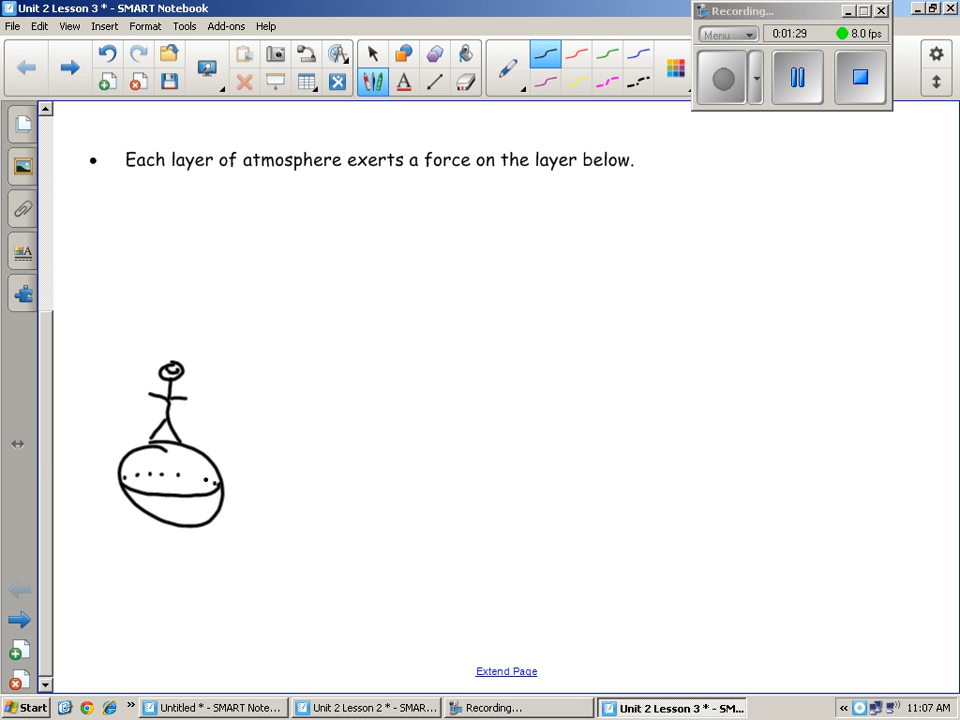 Unit 2 Lesson 3 * - SMART Notebook
Recording...
File Edit View Insert Format Tools Add-ons Help
Menu 0:01:29 8.0 fps
• Each layer of atmosphere exerts a force on the layer below.
Extend Page
Start » Untitled * - SMART Note... Unit 2 Lesson 2 * - SMAR... Recording... Unit 2 Lesson 3 * - SM... « 11:07 AM